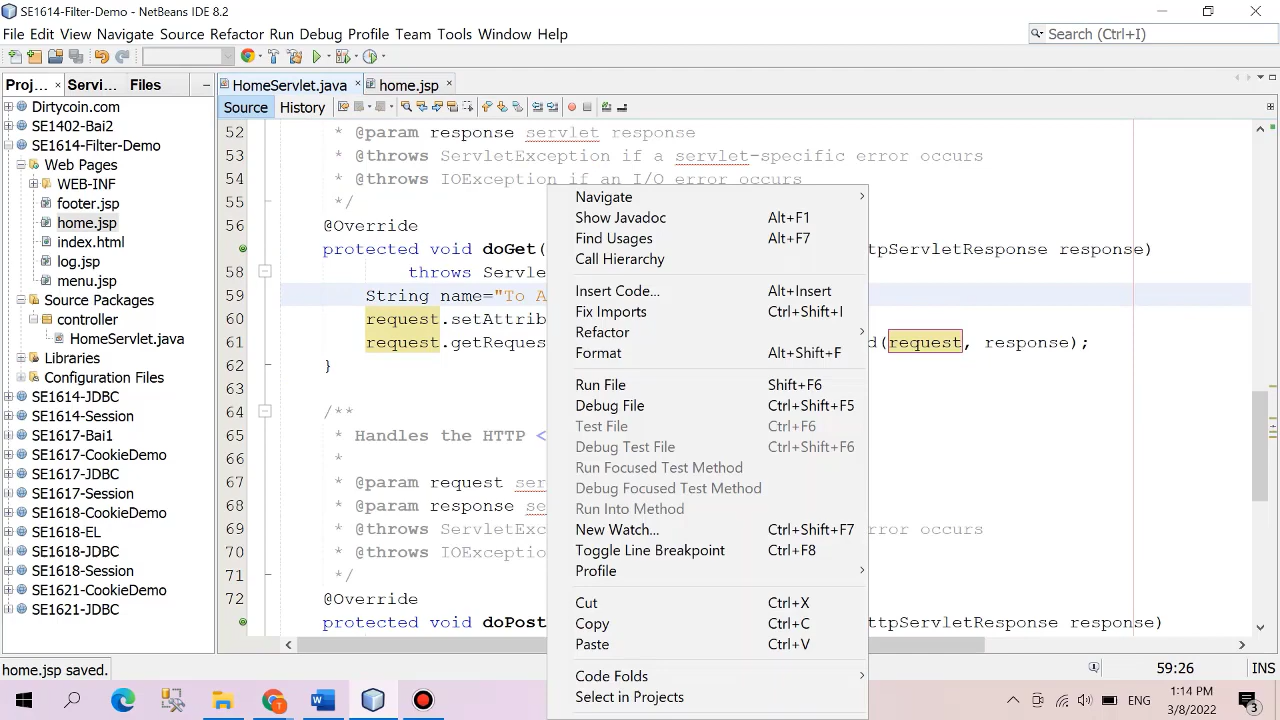 SE1614-Filter-Demo - NetBeans IDE 8.2
File Edit View Navigate Source Refactor Run Debug Profile Team Tools Window Help
Search (Ctrl+I)
Proj... Servi... Files
HomeServlet.java home.jsp
Source History
Dirtycoin.com
SE1402-Bai2
SE1614-Filter-Demo
Web Pages
WEB-INF
footer.jsp
home.jsp
index.html
log.jsp
menu.jsp
Source Packages
controller
HomeServlet.java
Libraries
Configuration Files
SE1614-JDBC
SE1614-Session
SE1617-Bai1
SE1617-CookieDemo
SE1617-JDBC
SE1617-Session
SE1618-CookieDemo
SE1618-EL
SE1618-JDBC
SE1618-Session
SE1621-CookieDemo
SE1621-JDBC
52 * @param response servlet response
53 * @throws ServletException if a servlet-specific error occurs
54 * @throws IOException if an I/O error occurs
55 */
56 @Override
protected void doGet( tpServletResponse response)
58 throws Servle
59 String name="To A
60 request.setAttrib
61 request.getReques d(request, response);
62 }
63
64 /**
65 * Handles the HTTP <
66 *
67 * @param request ser
68 * @param response se
69 * @throws ServletExc rror occurs
70 * @throws IOException
71 */
72 @Override
protected void doPost tpServletResponse response)
Navigate
Show Javadoc Alt+F1
Find Usages Alt+F7
Call Hierarchy
Insert Code... Alt+Insert
Fix Imports Ctrl+Shift+I
Refactor
Format Alt+Shift+F
Run File Shift+F6
Debug File Ctrl+Shift+F5
Test File Ctrl+F6
Debug Test File Ctrl+Shift+F6
Run Focused Test Method
Debug Focused Test Method
Run Into Method
New Watch... Ctrl+Shift+F7
Toggle Line Breakpoint Ctrl+F8
Profile
Cut Ctrl+X
Copy Ctrl+C
Paste Ctrl+V
Code Folds
Select in Projects
home.jsp saved.
59:26 INS
ENG
1:14 PM
3/8/2022
3